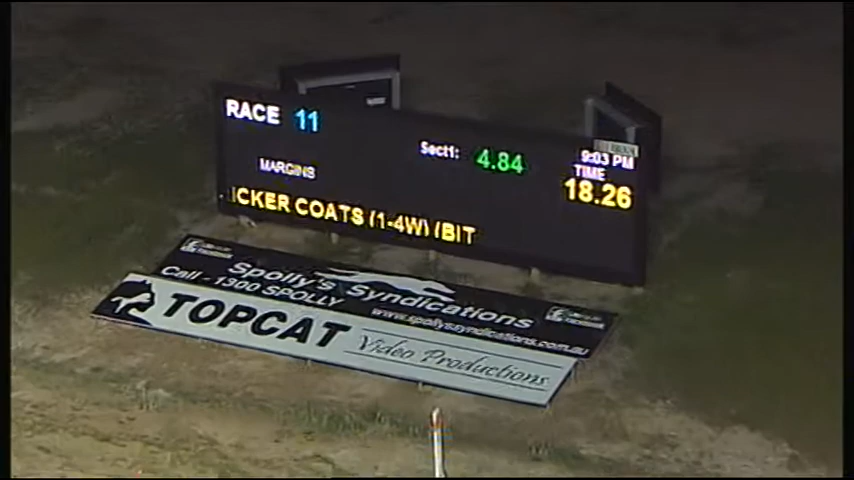 RACE 11
Sect1: 4.84
9:03 PM
TIME
18.26
MARGINS
ICKER COATS (1-4W) (BIT
Spolly's Syndications
Call - 1300 SPOLLY
www.spollysyndications.com.au
TOPCAT
Video Productions